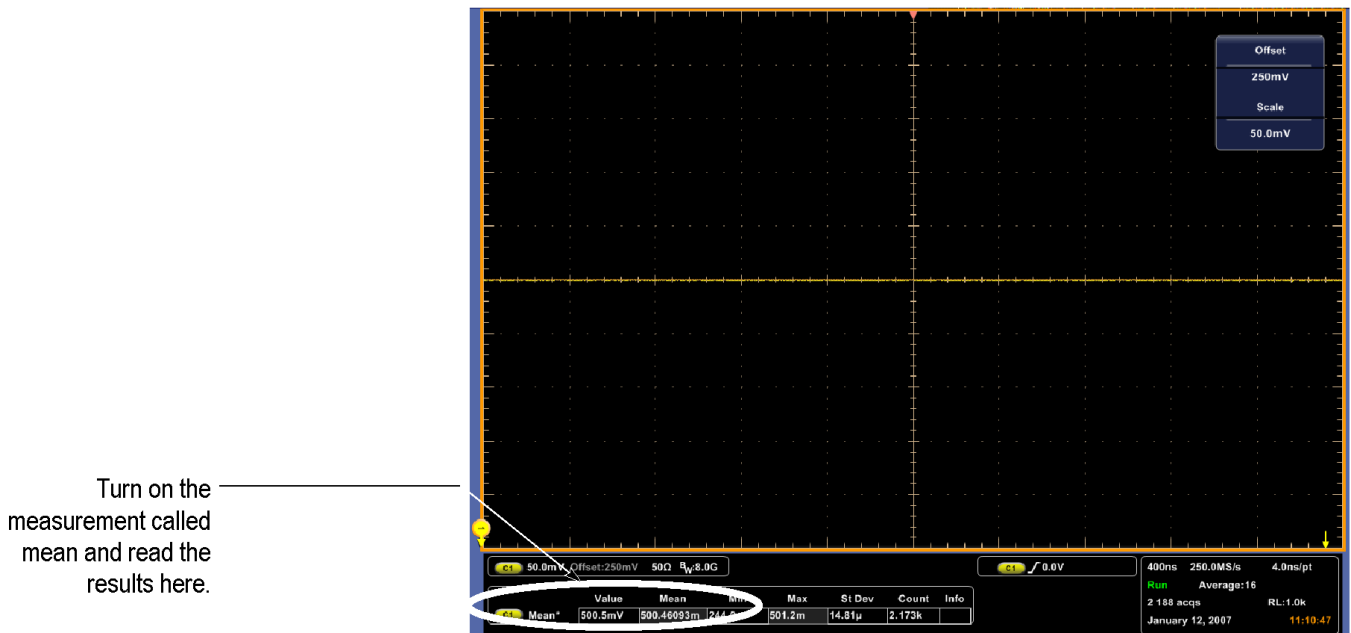 Offset
250mV
Scale
50.0mV
Turn on the
measurement called
mean and read the
results here.
C1 50.0mV Offset:250mV 50Ω BW:8.0G
C1 0.0V
400ns 250.0MS/s 4.0ns/pt
Run Average:16
2 188 acqs RL:1.0k
January 12, 2007 11:10:47
Value Mean Max St Dev Count Info
C1 Mean* 500.5mV 500.46093m 501.2m 14.81µ 2.173k